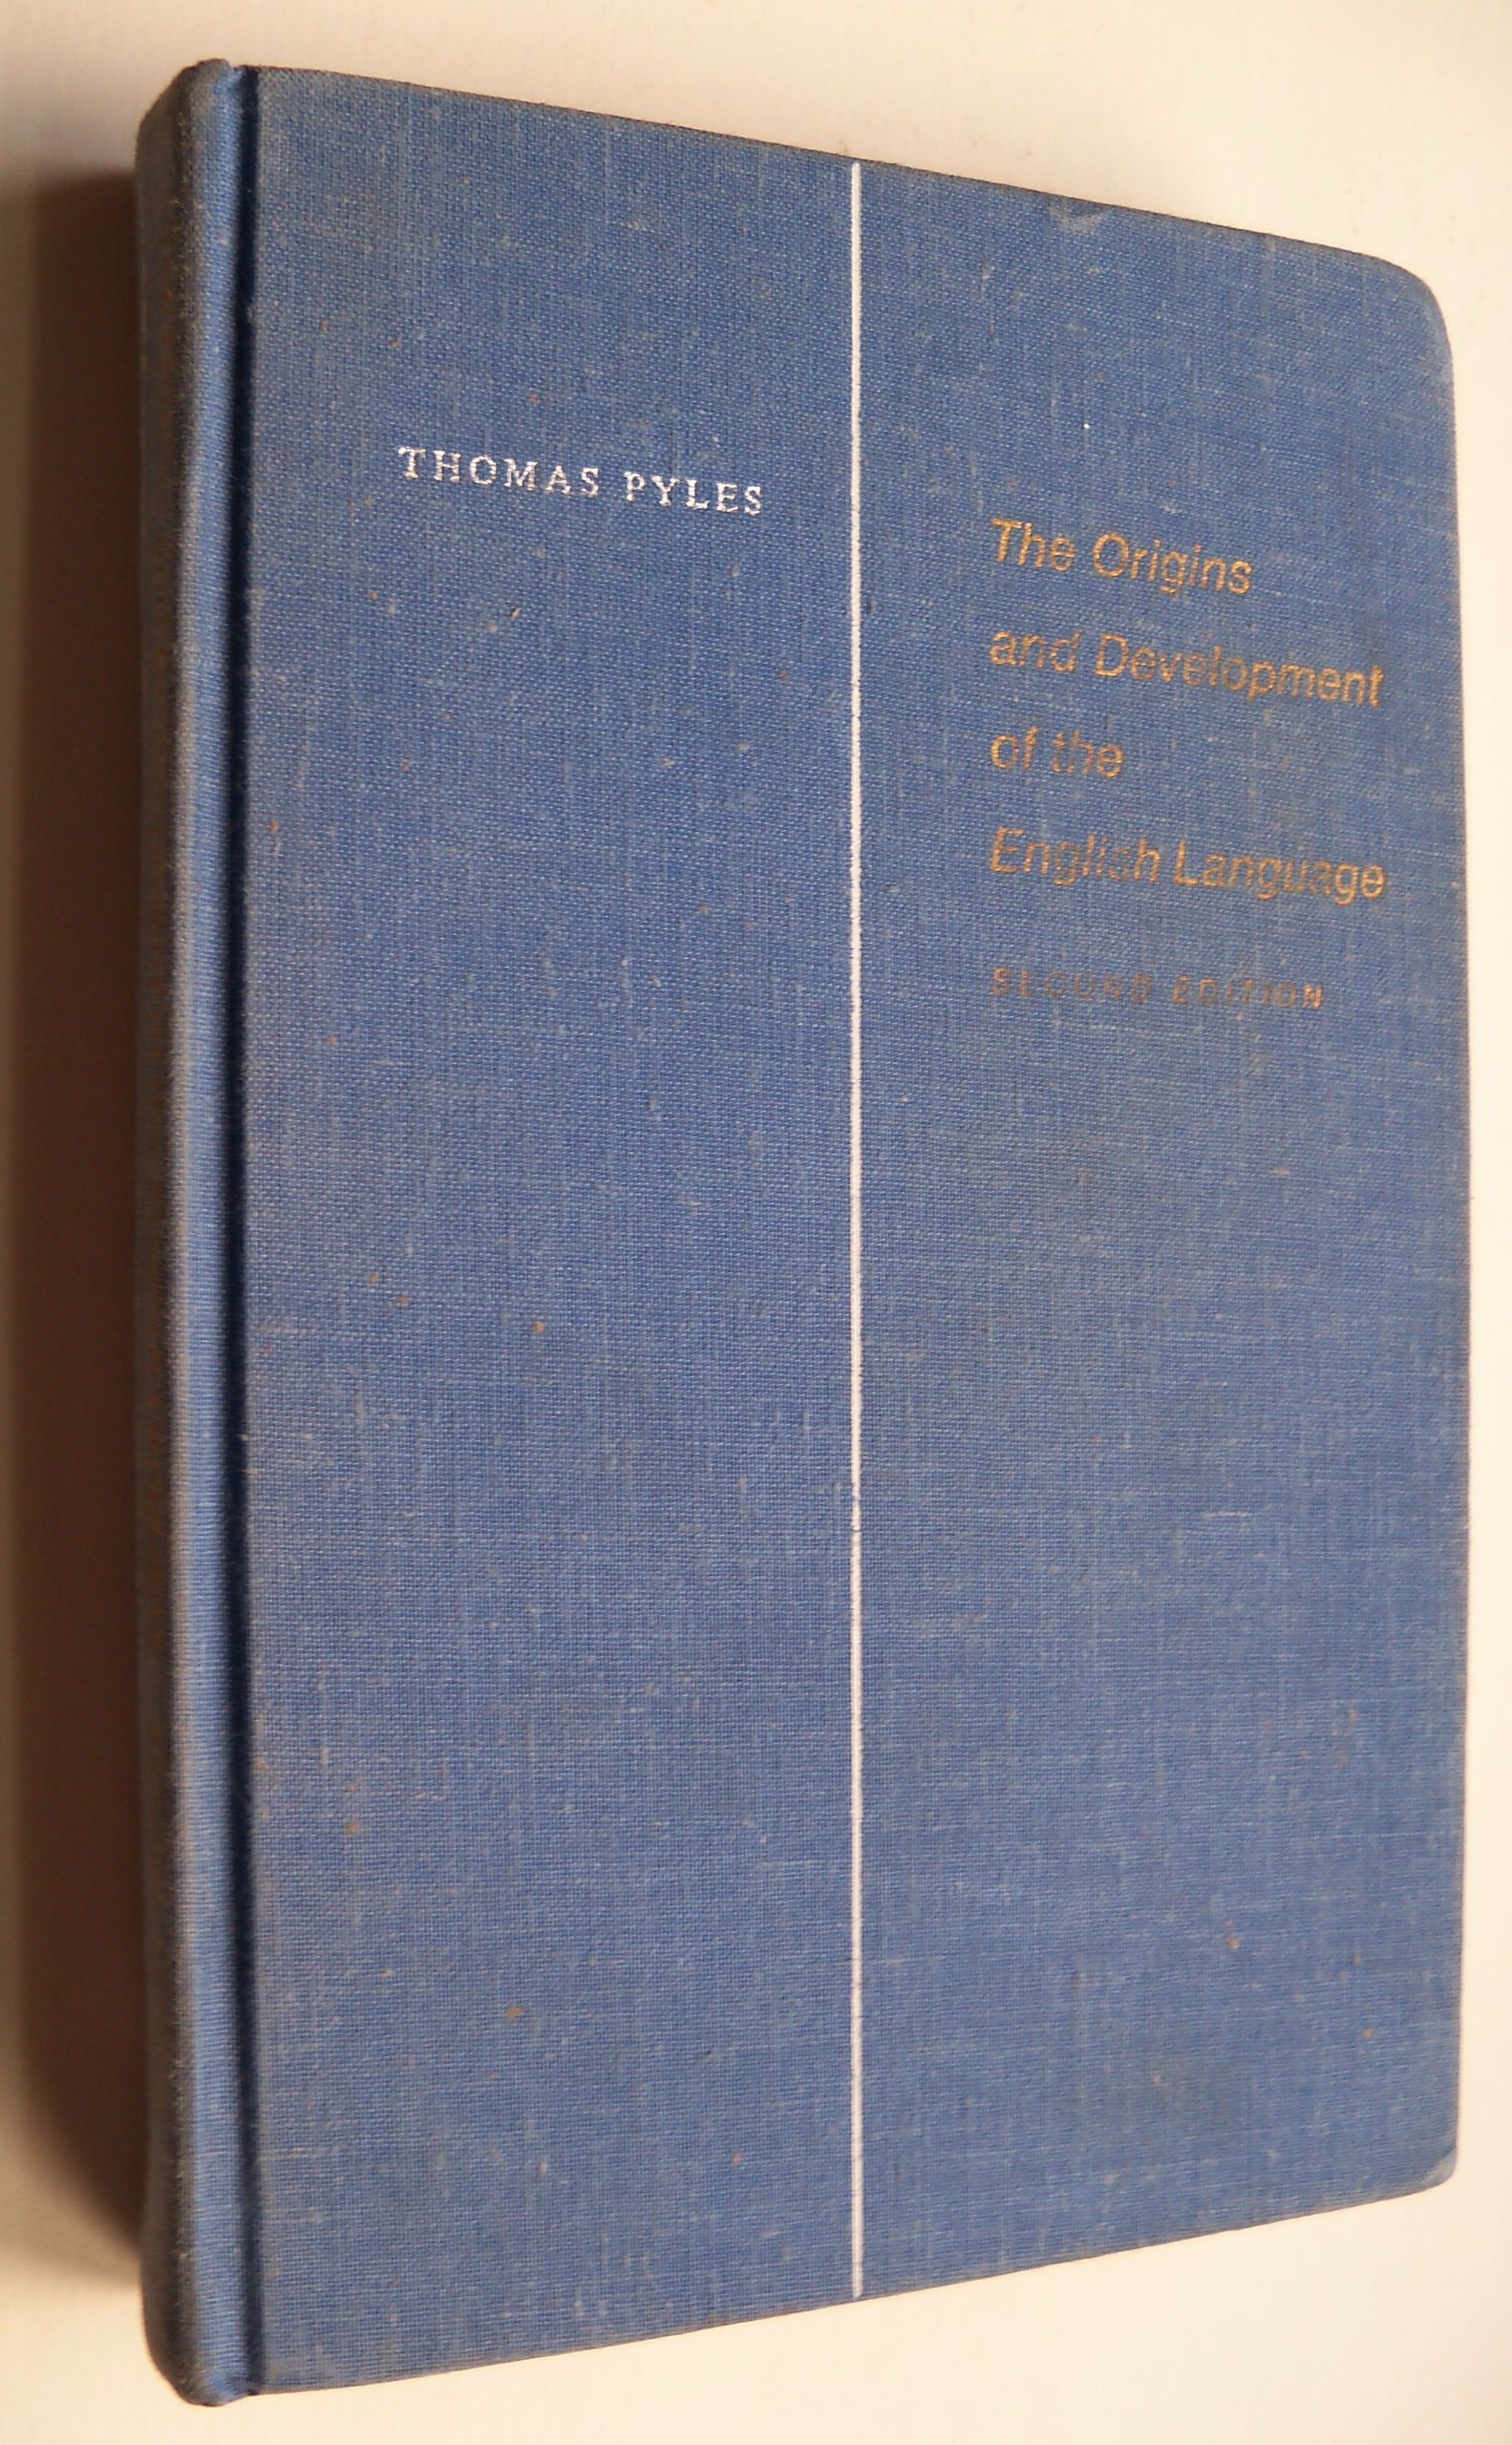 THOMAS PYLES
The Origins
and Development
of the
English Language
SECOND EDITION